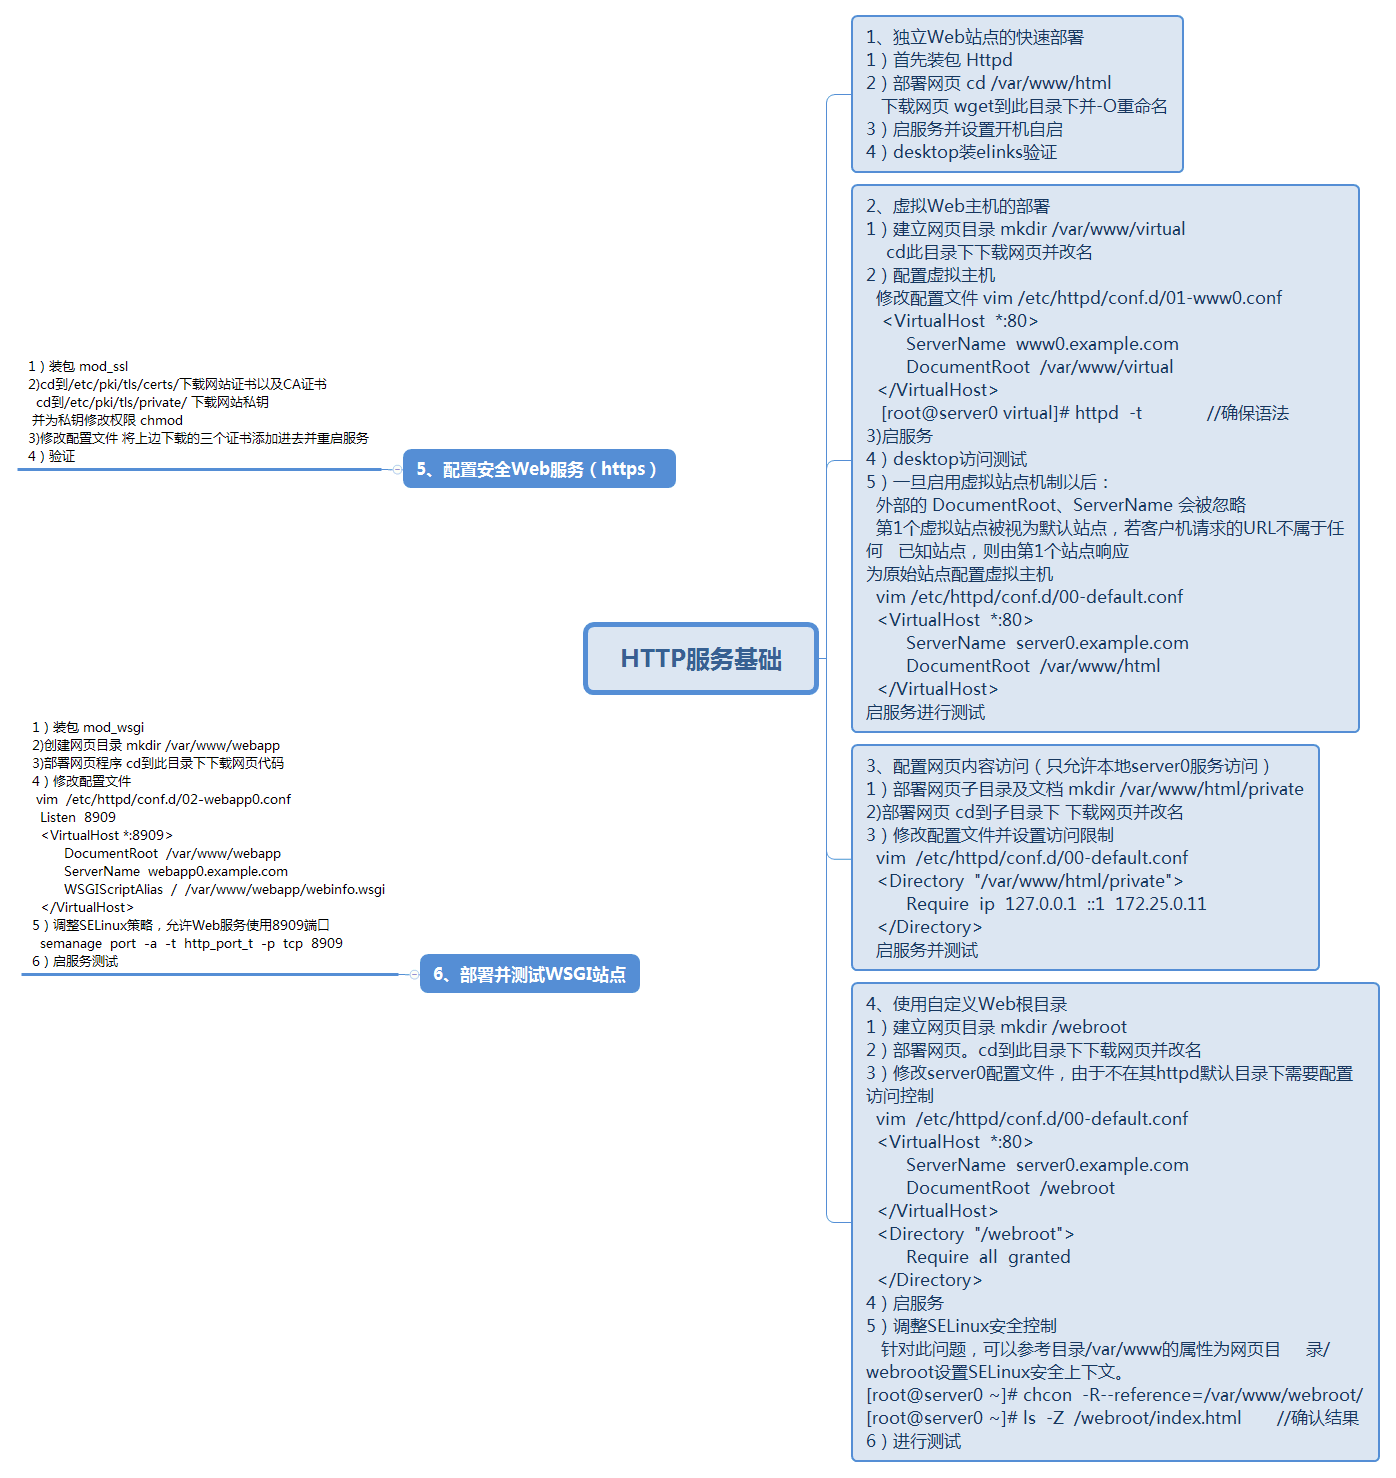 HTTP服务基础
1、独立Web站点的快速部署
1）首先装包 Httpd
2）部署网页 cd /var/www/html
下载网页 wget到此目录下并-O重命名
3）启服务并设置开机自启
4）desktop装elinks验证
2、虚拟Web主机的部署
1）建立网页目录 mkdir /var/www/virtual
cd此目录下下载网页并改名
2）配置虚拟主机
修改配置文件 vim /etc/httpd/conf.d/01-www0.conf
<VirtualHost  *:80>
ServerName  www0.example.com
DocumentRoot  /var/www/virtual
</VirtualHost>
[root@server0 virtual]# httpd  -t             //确保语法
3)启服务
4）desktop访问测试
5）一旦启用虚拟站点机制以后：
外部的 DocumentRoot、ServerName 会被忽略
第1个虚拟站点被视为默认站点，若客户机请求的URL不属于任
何   已知站点，则由第1个站点响应
为原始站点配置虚拟主机
vim /etc/httpd/conf.d/00-default.conf
<VirtualHost  *:80>
ServerName  server0.example.com
DocumentRoot  /var/www/html
</VirtualHost>
启服务进行测试
3、配置网页内容访问（只允许本地server0服务访问）
1）部署网页子目录及文档 mkdir /var/www/html/private
2)部署网页 cd到子目录下 下载网页并改名
3）修改配置文件并设置访问限制
vim  /etc/httpd/conf.d/00-default.conf
<Directory  "/var/www/html/private">
Require  ip  127.0.0.1  ::1  172.25.0.11
</Directory>
启服务并测试
4、使用自定义Web根目录
1）建立网页目录 mkdir /webroot
2）部署网页。cd到此目录下下载网页并改名
3）修改server0配置文件，由于不在其httpd默认目录下需要配置
访问控制
vim  /etc/httpd/conf.d/00-default.conf
<VirtualHost  *:80>
ServerName  server0.example.com
DocumentRoot  /webroot
</VirtualHost>
<Directory  "/webroot">
Require  all  granted
</Directory>
4）启服务
5）调整SELinux安全控制
针对此问题，可以参考目录/var/www的属性为网页目     录/
webroot设置SELinux安全上下文。
[root@server0 ~]# chcon  -R--reference=/var/www/webroot/
[root@server0 ~]# ls  -Z  /webroot/index.html       //确认结果
6）进行测试
5、配置安全Web服务（https）
1）装包 mod_ssl
2)cd到/etc/pki/tls/certs/下载网站证书以及CA证书
cd到/etc/pki/tls/private/ 下载网站私钥
并为私钥修改权限 chmod
3)修改配置文件 将上边下载的三个证书添加进去并重启服务
4）验证
6、部署并测试WSGI站点
1）装包 mod_wsgi
2)创建网页目录 mkdir /var/www/webapp
3)部署网页程序 cd到此目录下下载网页代码
4）修改配置文件
vim  /etc/httpd/conf.d/02-webapp0.conf
Listen  8909
<VirtualHost *:8909>
DocumentRoot  /var/www/webapp
ServerName  webapp0.example.com
WSGIScriptAlias  /  /var/www/webapp/webinfo.wsgi
</VirtualHost>
5）调整SELinux策略，允许Web服务使用8909端口
semanage  port  -a  -t  http_port_t  -p  tcp  8909
6）启服务测试